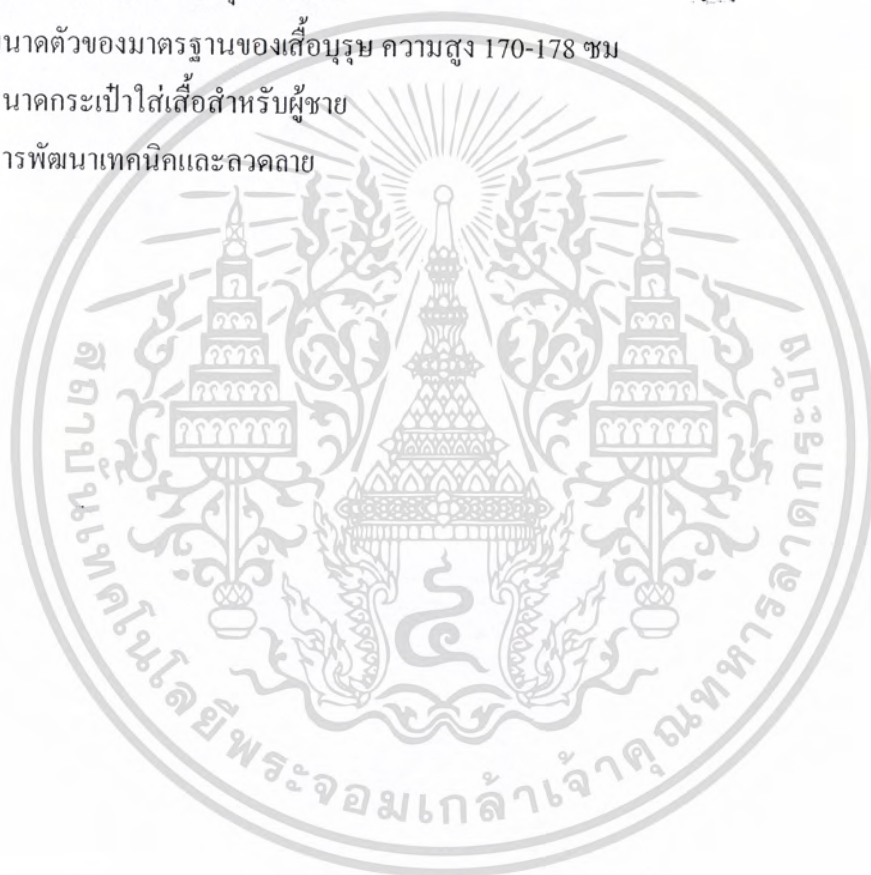 นาดตัวของมาตรฐานของเสื้อบุรุษ ความสูง 170-178 ซม
นาดกระเป๋าใส่เสื้อสำหรับผู้ชาย
ารพัฒนาเทคนิคและลวดลาย
สถาบันเทคโนโลยีพระจอมเกล้าเจ้าคุณทหารลาดกระบัง